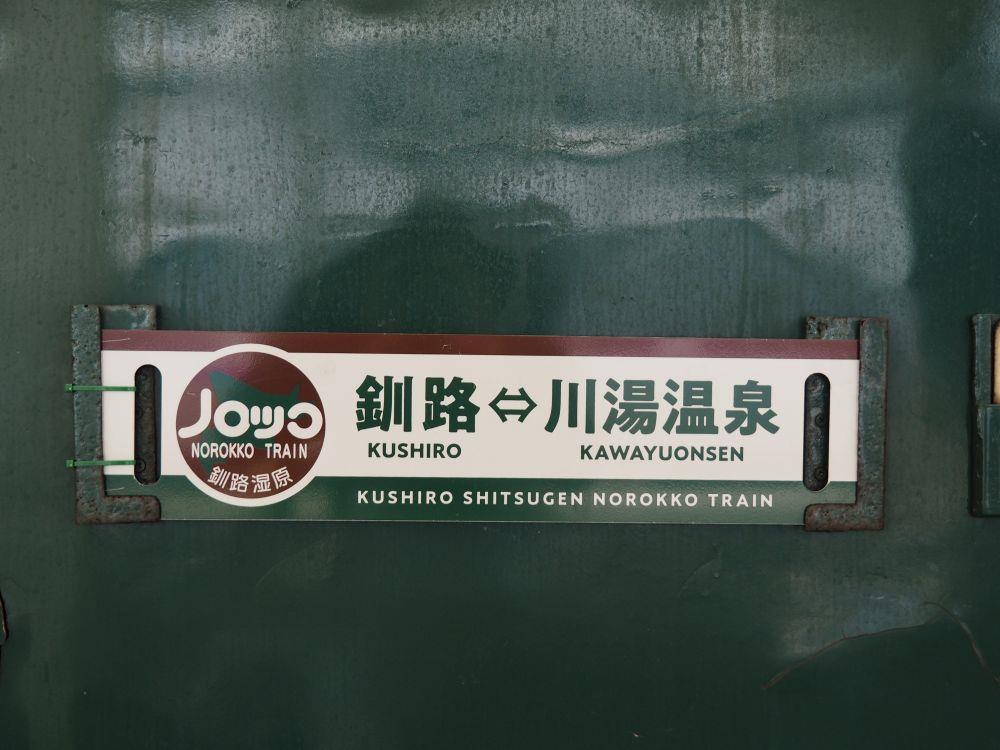 ノロッコ
NOROKKO TRAIN
釧路湿原
釧路⇔川湯温泉
KUSHIRO KAWAYUONSEN
KUSHIRO SHITSUGEN NOROKKO TRAIN